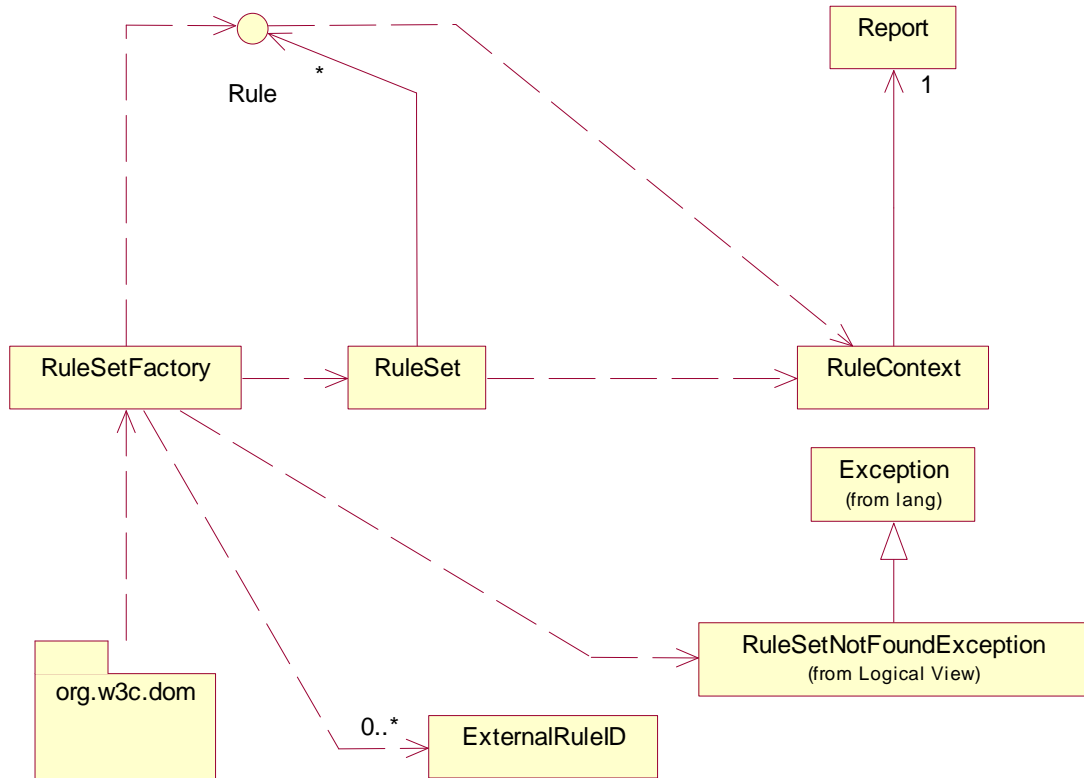 Report
*
1
Rule
RuleSetFactory
RuleSet
RuleContext
Exception
(from lang)
RuleSetNotFoundException
(from Logical View)
org.w3c.dom
0..*
ExternalRuleID